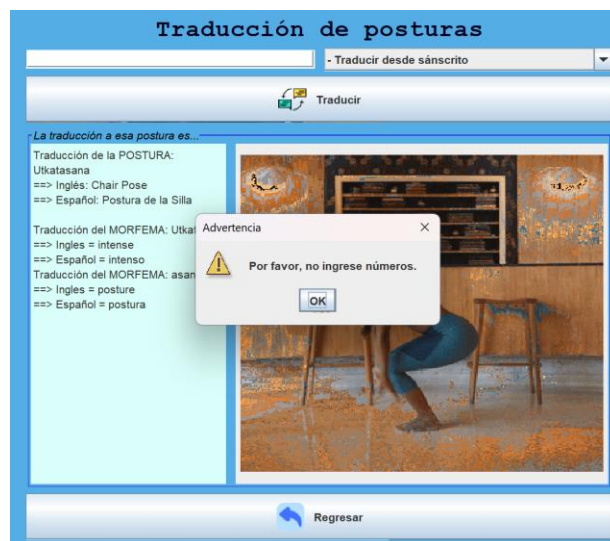 Traducción de posturas
- Traducir desde sánscrito
Traducir
La traducción a esa postura es...
Traducción de la POSTURA:
Utkatasana
==> Inglés: Chair Pose
==> Español: Postura de la Silla
Traducción del MORFEMA:
==> Ingles = intense
==> Español = intenso
Traducción del MORFEMA:
==> Ingles = posture
==> Español = postura
Advertencia
Por favor, no ingrese números.
OK
Regresar